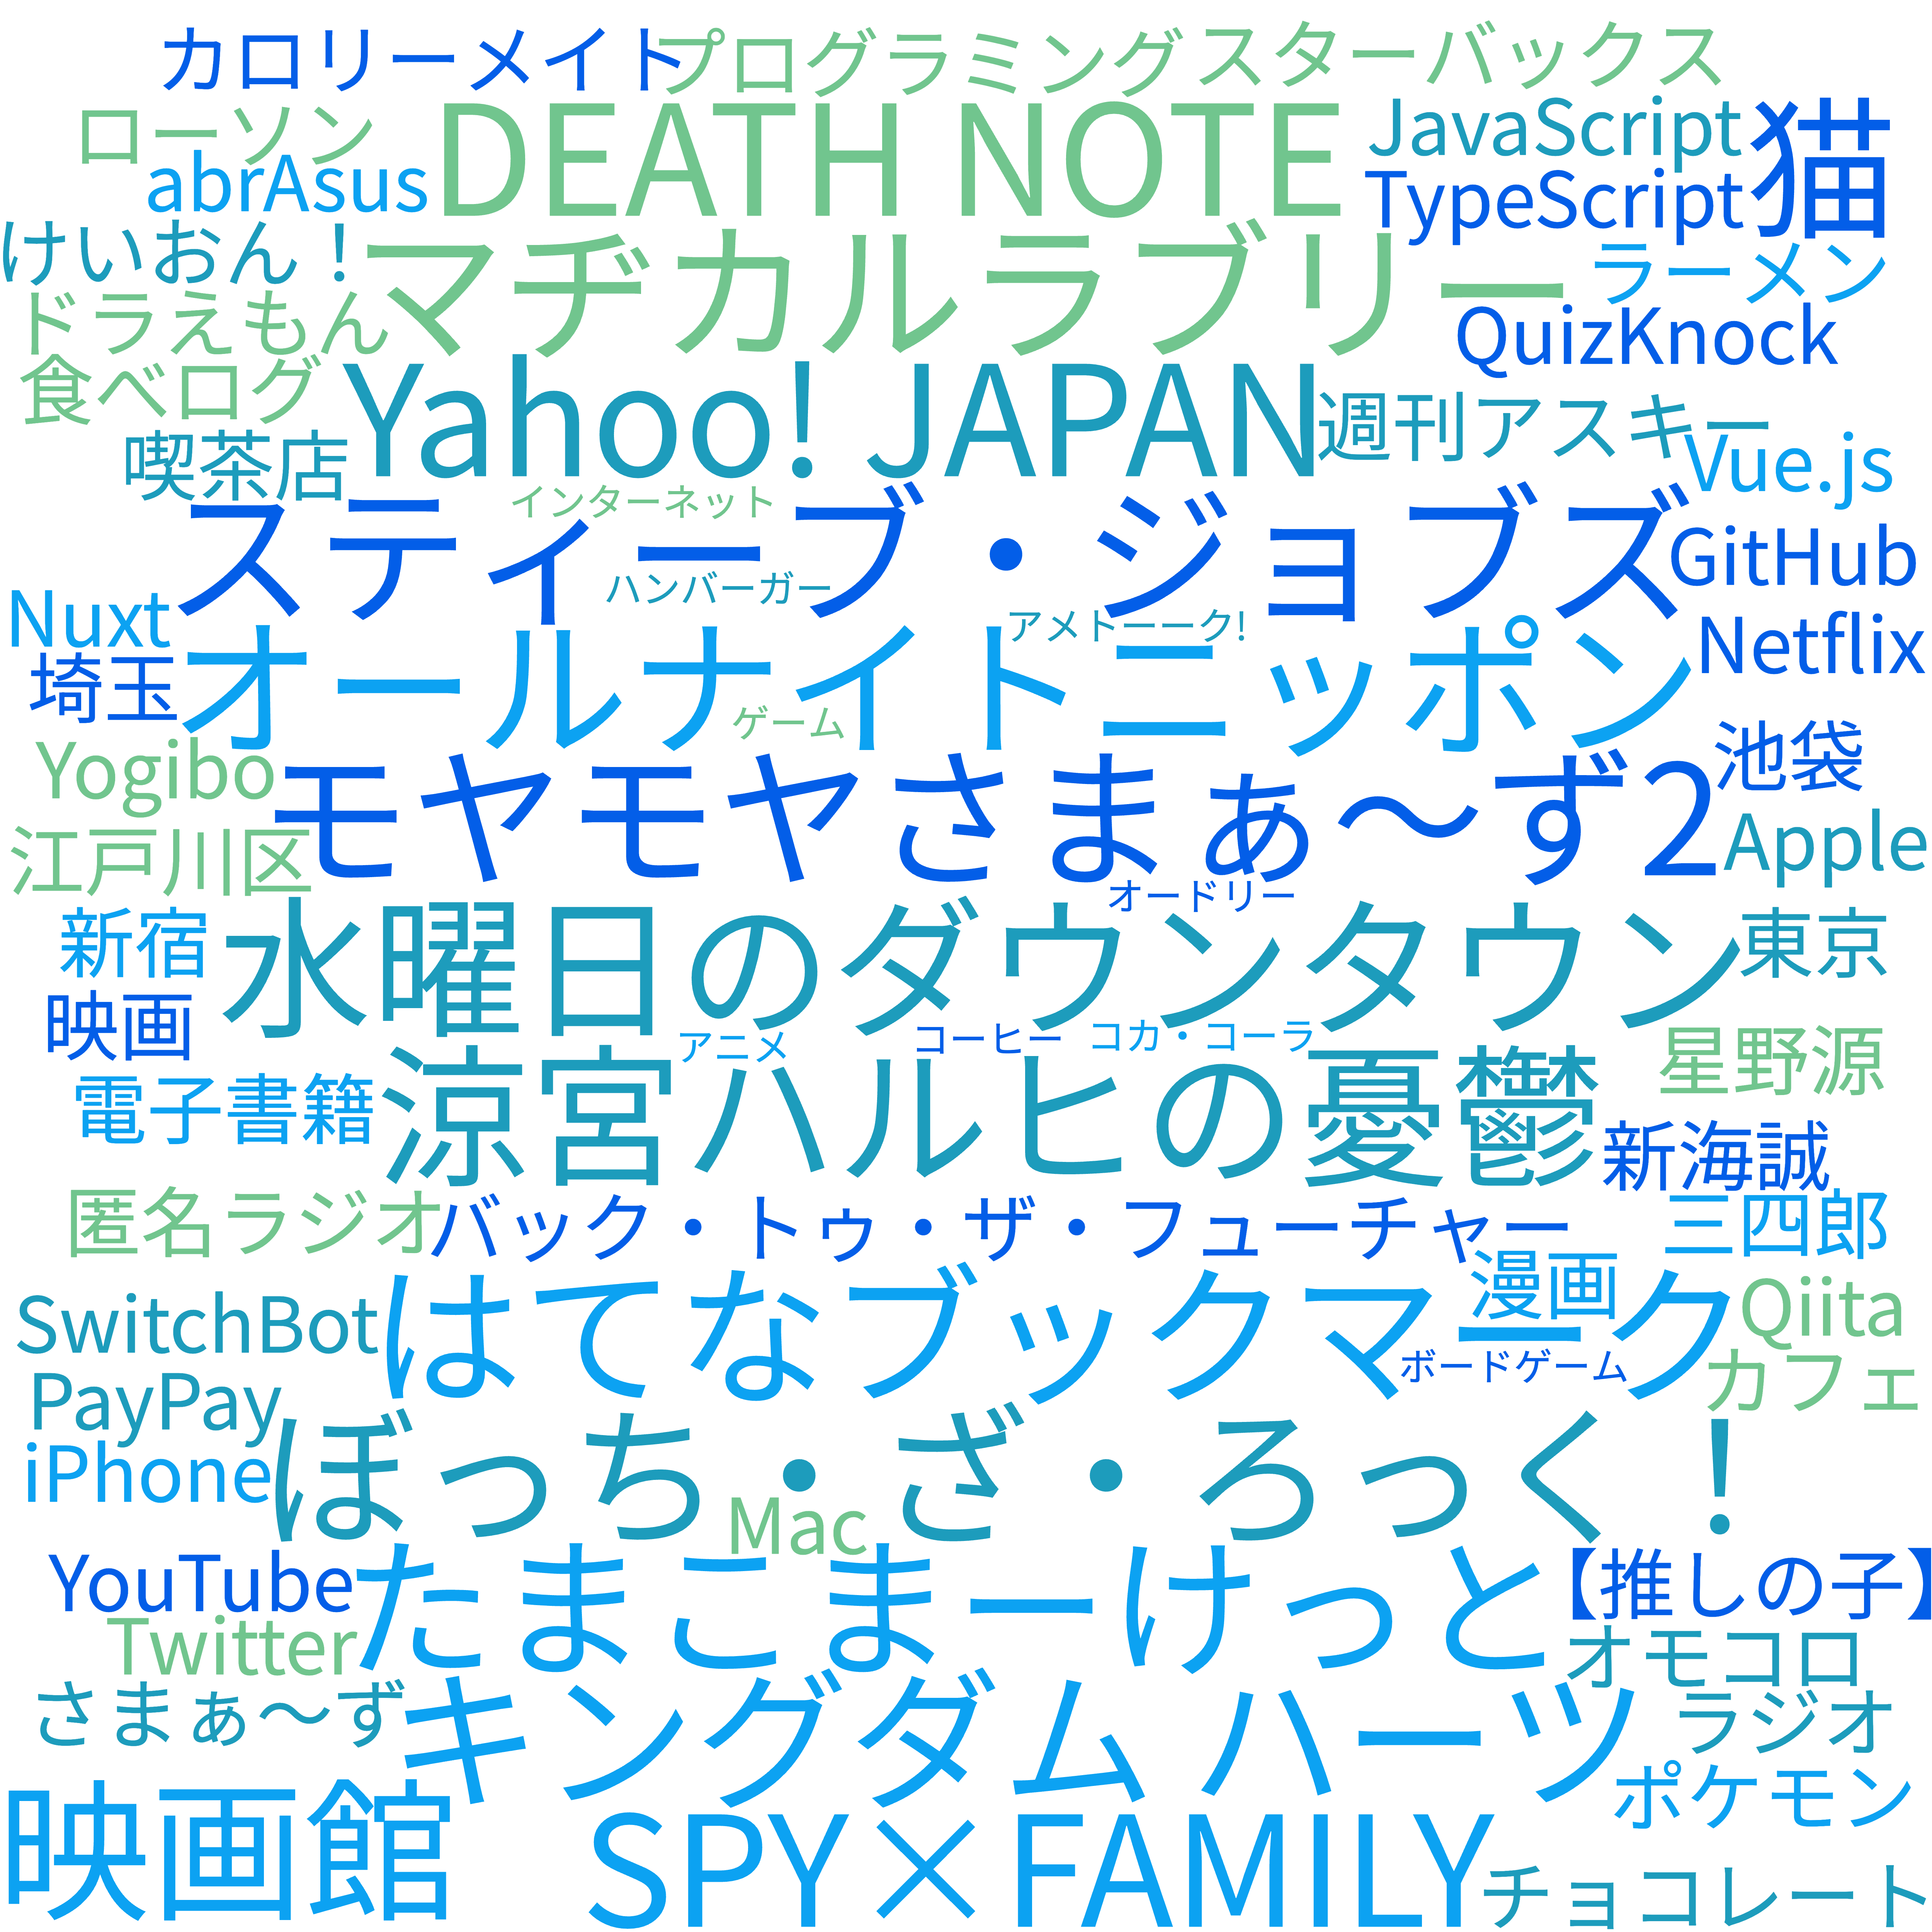 カロリーメイト
プログラミング
スターバックス
ローソン
DEATH NOTE
JavaScript
猫
abrAsus
TypeScript
けいおん！
マヂカルラブリー
ラーメン
ドラえもん
QuizKnock
食べログ
Yahoo! JAPAN
週刊アスキー
喫茶店
Vue.js
インターネット
スティーブ・ジョブズ
GitHub
ハンバーガー
Nuxt
アメトーーク!
Netflix
埼玉
オールナイトニッポン
ゲーム
池袋
Yogibo
モヤモヤさまぁ～ず2
Apple
江戸川区
オードリー
新宿
水曜日のダウンタウン
東京
映画
アニメ
コーヒー
コカ・コーラ
星野源
電子書籍
涼宮ハルヒの憂鬱
新海誠
匿名ラジオ
バック・トゥ・ザ・フューチャー
三四郎
漫画
SwitchBot
はてなブックマーク
Qiita
ボードゲーム
カフェ
PayPay
iPhone
ぼっち・ざ・ろっく！
Mac
YouTube
たまごまーけっと
【推しの子】
Twitter
オモコロ
さまぁ～ず
キングダムハーツ
ラジオ
ポケモン
映画館
SPY×FAMILY
チョコレート